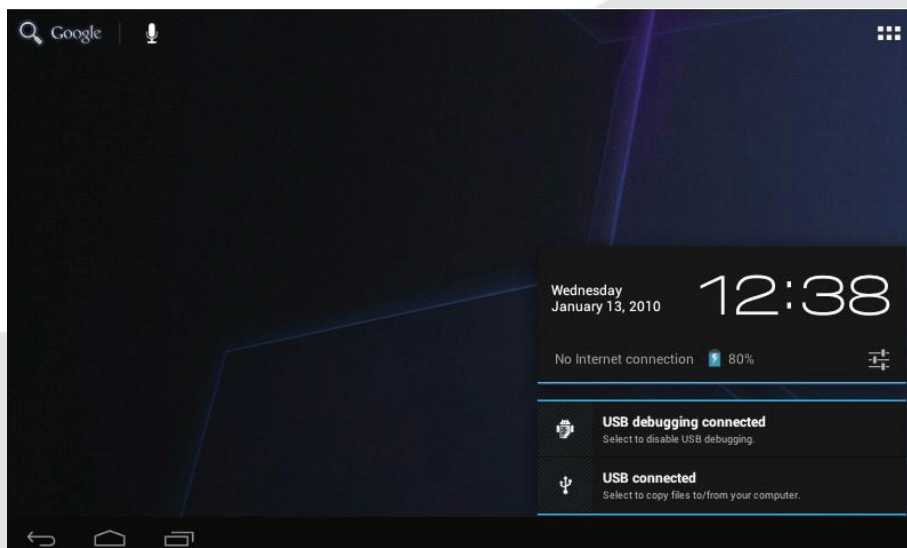 Google
Wednesday
January 13, 2010
12:38
No Internet connection 80%
USB debugging connected
Select to disable USB debugging.
USB connected
Select to copy files to/from your computer.